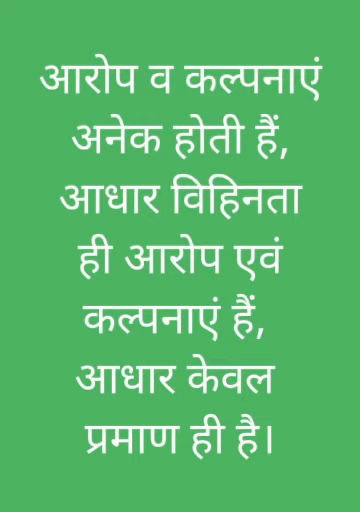 आरोप व कल्पनाएं
अनेक होती हैं,
आधार विहिनता
ही आरोप एवं
कल्पनाएं हैं,
आधार केवल
प्रमाण ही है।